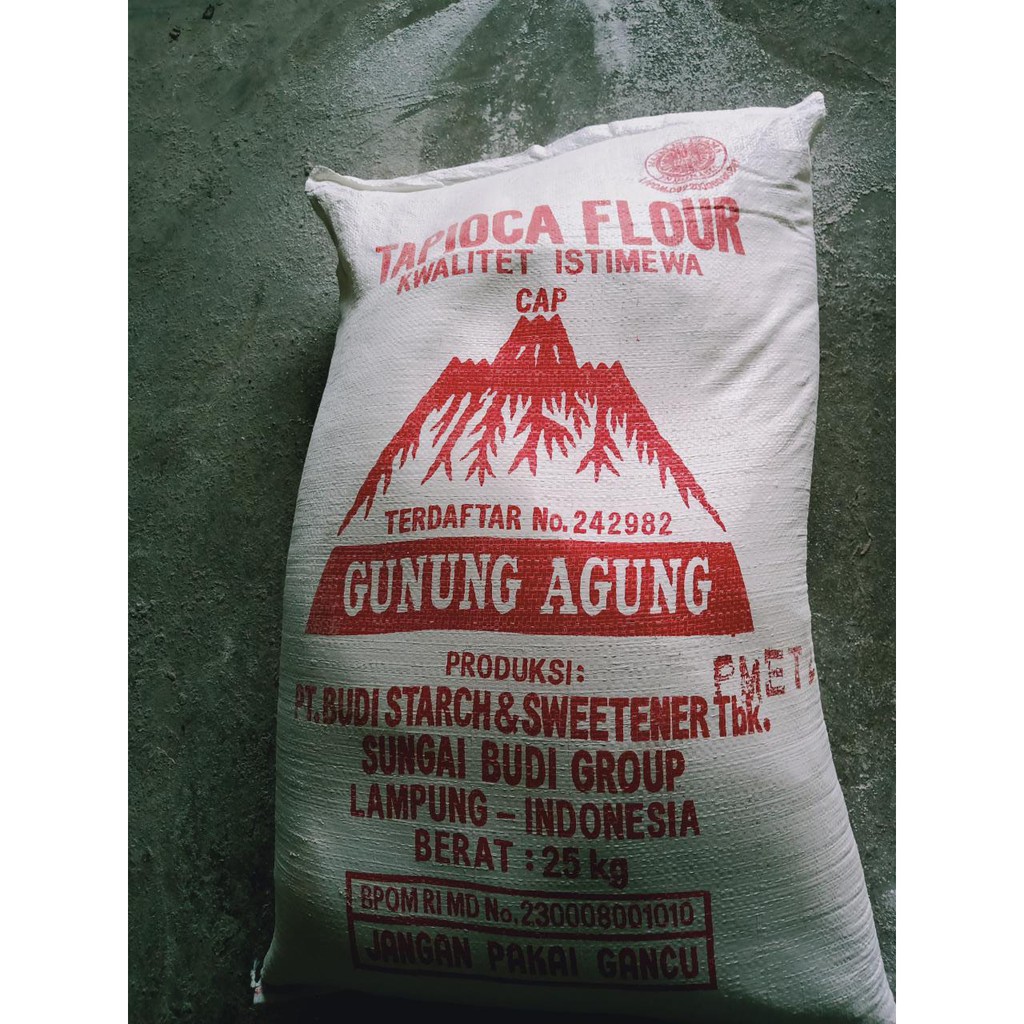 TAPIOCA FLOUR
KWALITET ISTIMEWA
CAP
TERDAFTAR No. 242982
GUNUNG AGUNG
PRODUKSI:
PT. BUDI STARCH & SWEETENER Tbk.
SUNGAI BUDI GROUP
LAMPUNG - INDONESIA
BERAT : 25 kg
BPOM RI MD No. 230008001010
JANGAN PAKAI GANCU